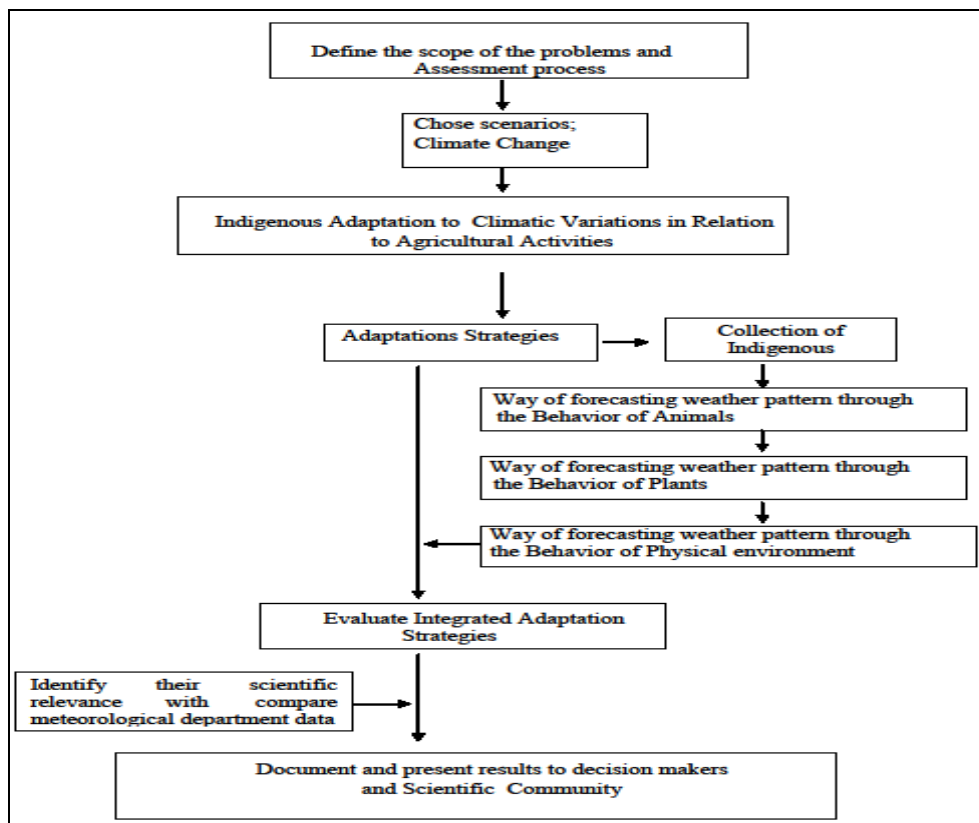 Define the scope of the problems and
Assessment process
Chose scenarios;
Climate Change
Indigenous Adaptation to Climatic Variations in Relation
to Agricultural Activities
Adaptations Strategies
Collection of
Indigenous
Way of forecasting weather pattern through
the Behavior of Animals
Way of forecasting weather pattern through
the Behavior of Plants
Way of forecasting weather pattern through
the Behavior of Physical environment
Evaluate Integrated Adaptation
Strategies
Identify their scientific
relevance with compare
meteorological department data
Document and present results to decision makers
and Scientific Community